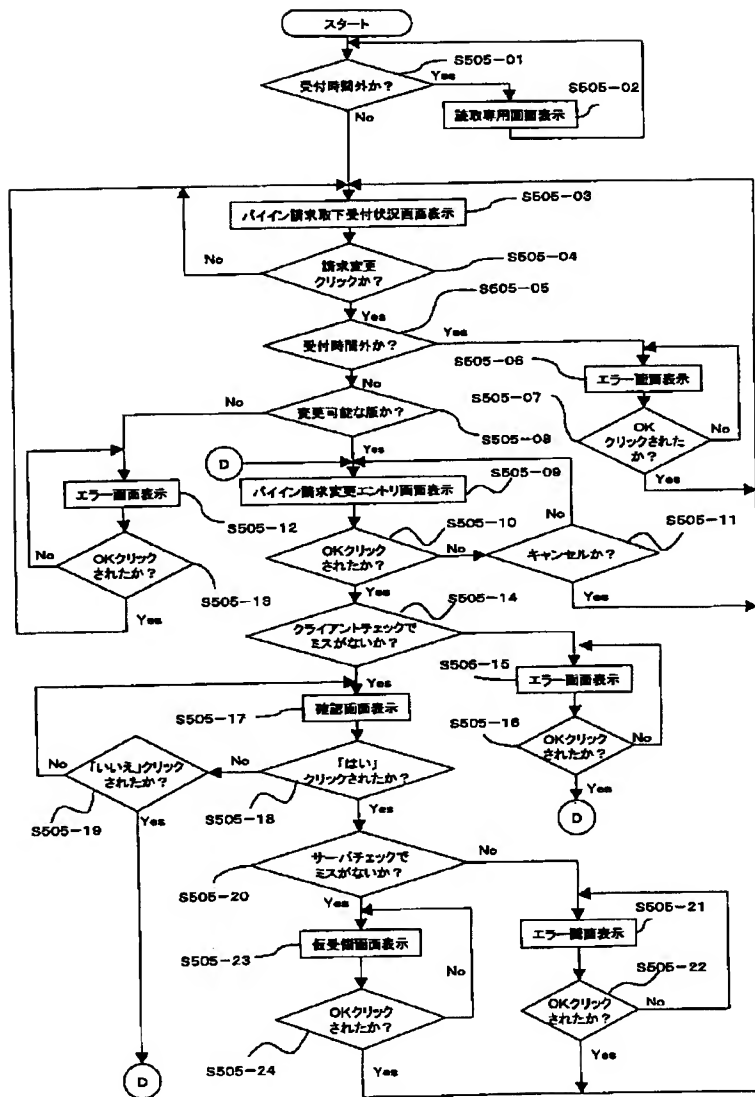 スタート
S505-01
受付時間外か?
Yes
S505-02
読取専用画面表示
No
S505-03
バイイン請求取下受付状況画面表示
No
請求変更
クリックか?
S505-04
S505-05
Yes
受付時間外か?
Yes
S505-06
エラー画面表示
No
No
変更可能な版か?
S505-07
OK
クリックされた
か?
No
S505-08
Yes
D
Yes
S505-09
エラー画面表示
バイイン請求変更エントリ画面表示
S505-12
S505-10
No
S505-11
No
OKクリック
されたか?
OKクリック
されたか?
No
キャンセルか?
S505-13
Yes
Yes
S505-14
Yes
クライアントチェックで
ミスがないか?
S505-15
エラー画面表示
Yes
S505-17
確認画面表示
S505-16
OKクリック
されたか?
No
No
「いいえ」クリック
されたか?
No
「はい」
クリックされたか?
Yes
S505-19
Yes
S505-18
Yes
D
サーバチェックで
ミスがないか?
No
S505-20
Yes
S505-21
仮受領画面表示
エラー画面表示
S505-23
No
S505-22
OKクリック
されたか?
OKクリック
されたか?
No
D
S505-24
Yes
Yes